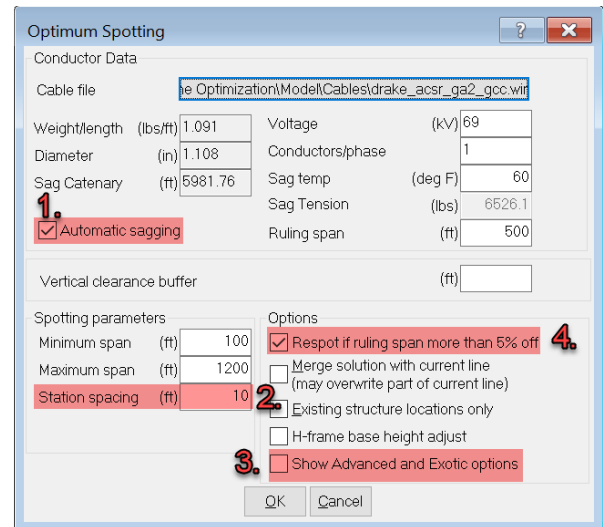 Optimum Spotting
Conductor Data
Cable file e Optimization\Model\Cables\drake_acsr_ga2_gcc.wir
Weight/length (lbs/ft) 1.091 Voltage (kV) 69
Diameter (in) 1.108 Conductors/phase 1
Sag Catenary (ft) 5981.76 Sag temp (deg F) 60
1. Sag Tension (lbs) 6526.1
Automatic sagging Ruling span (ft) 500
Vertical clearance buffer (ft)
Spotting parameters Options
Minimum span (ft) 100 Respot if ruling span more than 5% off 4.
Maximum span (ft) 1200 Merge solution with current line
(may overwrite part of current line)
Station spacing (ft) 10 2. Existing structure locations only
H-frame base height adjust
3. Show Advanced and Exotic options
OK Cancel